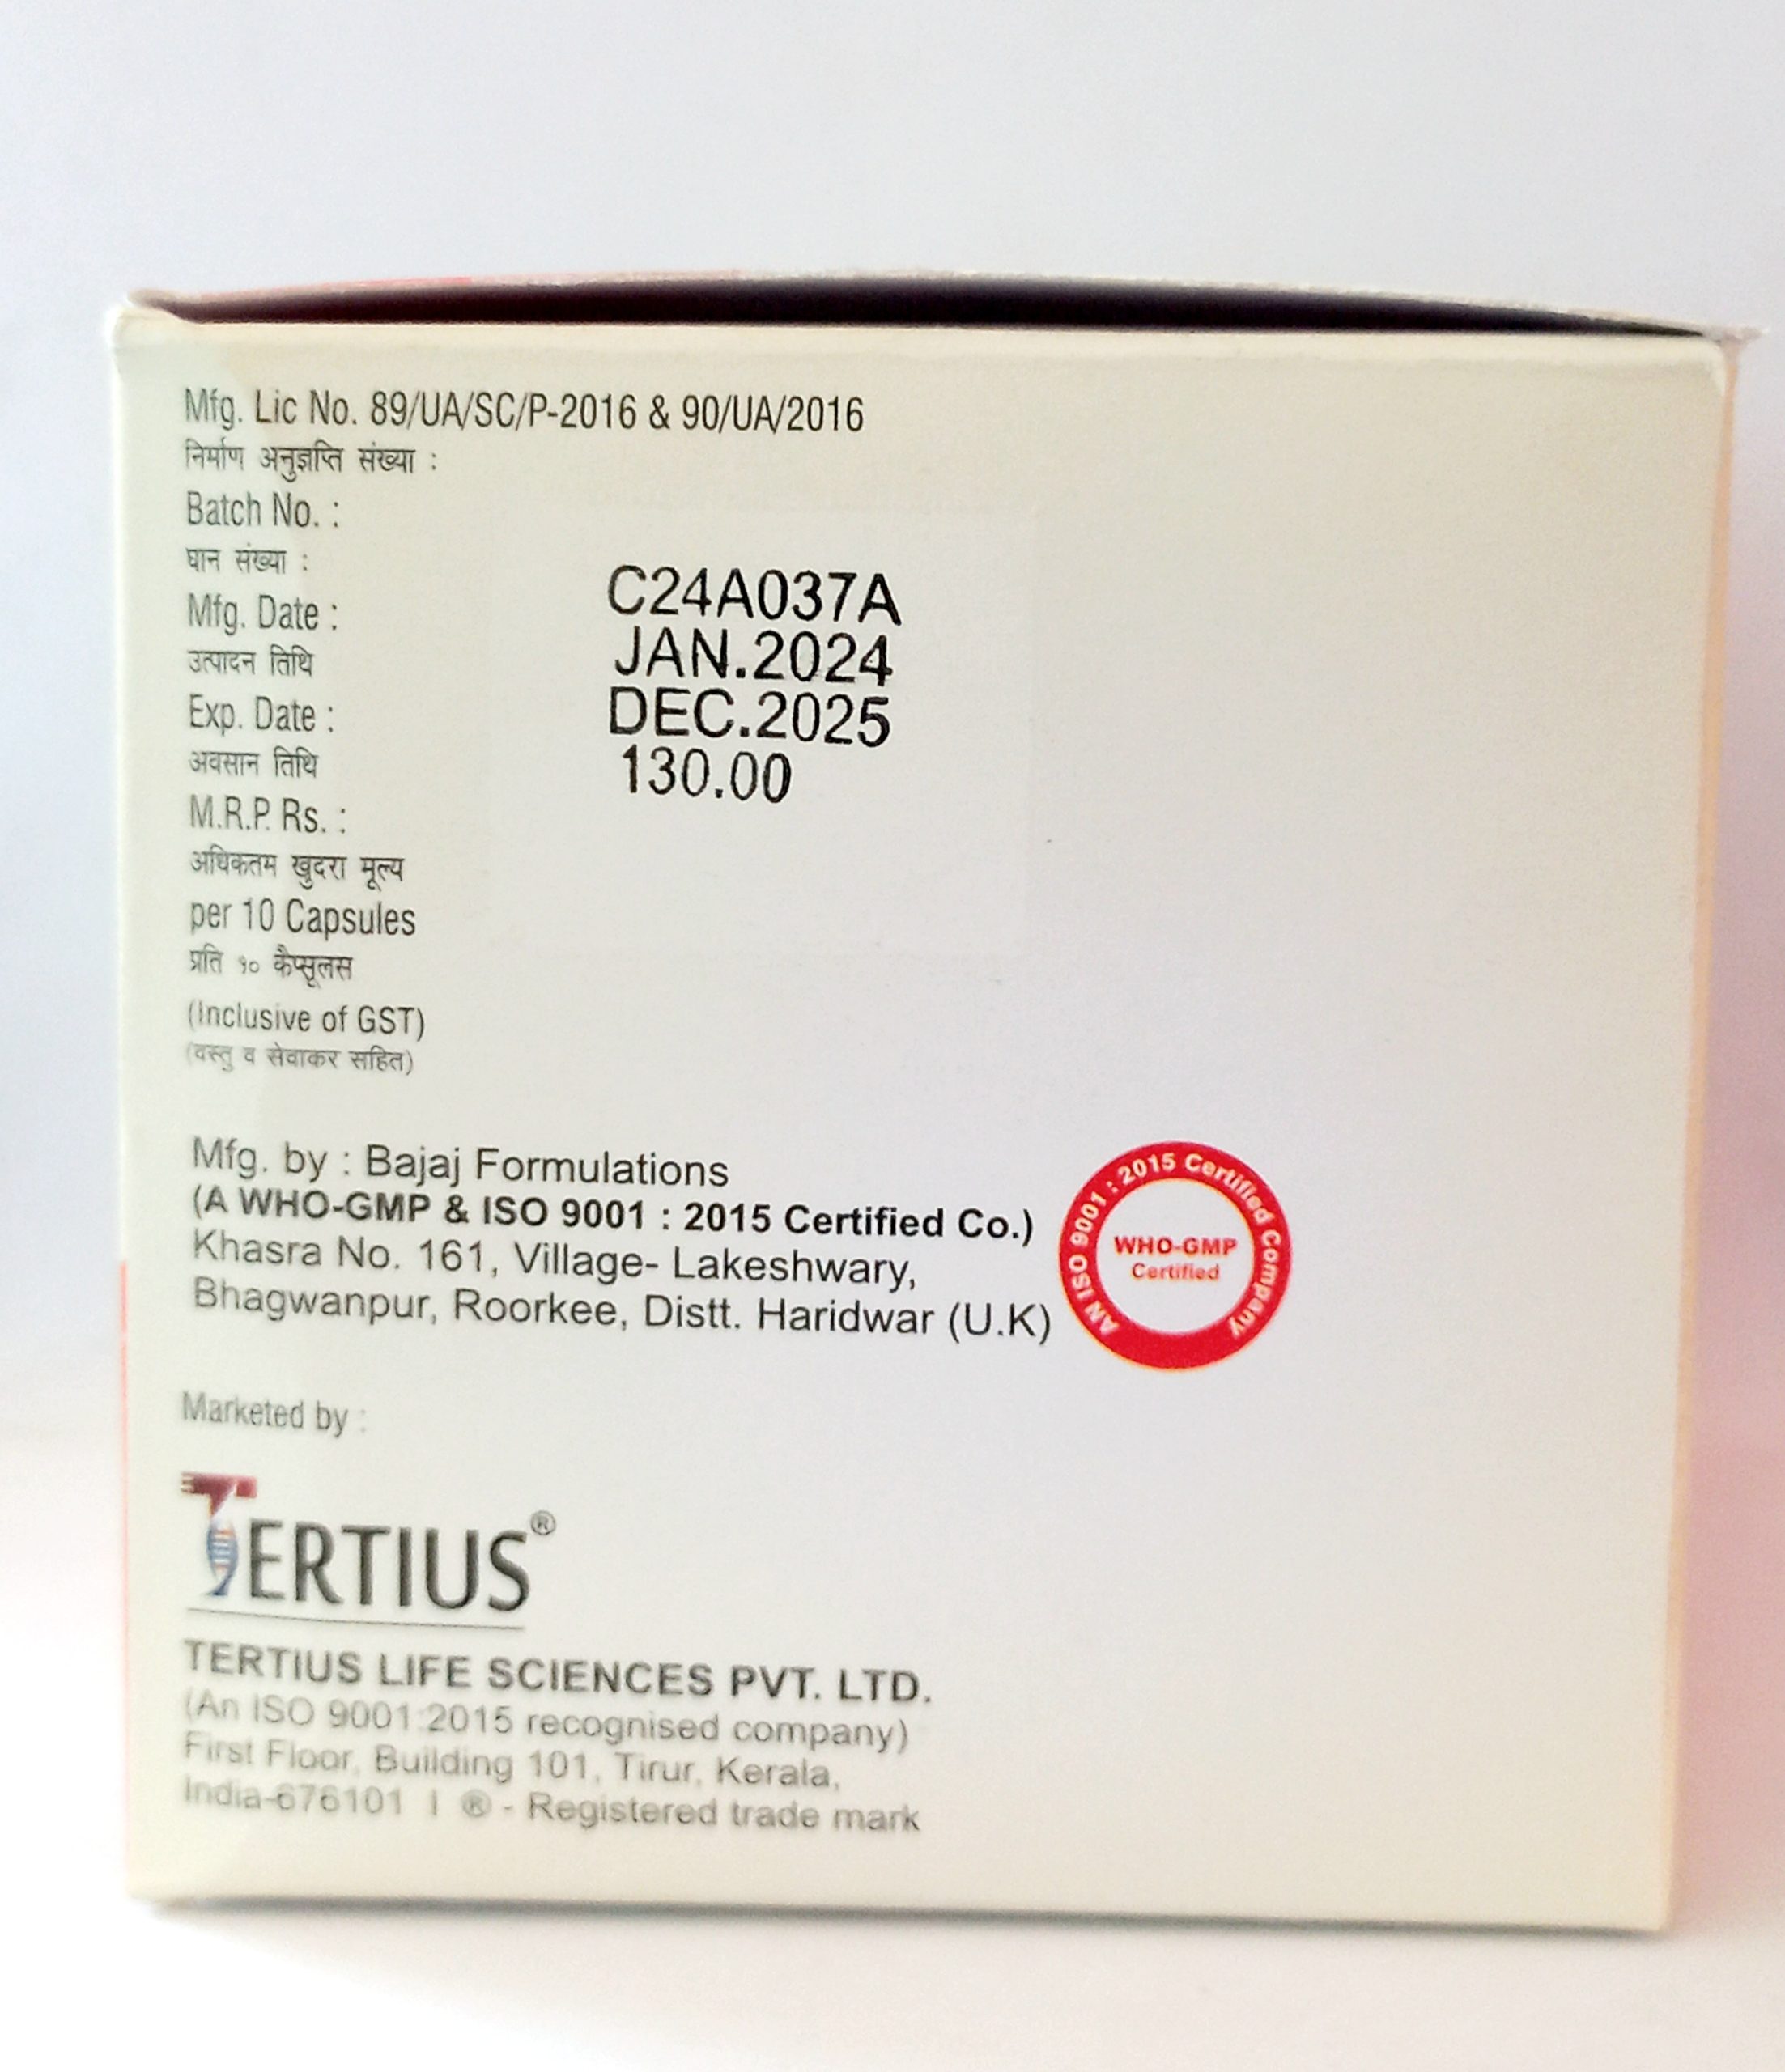 Mfg. Lic No. 89/UA/SC/P-2016 & 90/UA/2016
निर्माण अनुज्ञप्ति संख्या :
Batch No. :
घान संख्या :
C24A037A
Mfg. Date :
JAN.2024
उत्पादन तिथि
Exp. Date :
DEC.2025
अवसान तिथि
130.00
M.R.P. Rs. :
अधिकतम खुदरा मूल्य
per 10 Capsules
प्रति १० कैप्सूलस
(Inclusive of GST)
(वस्तु व सेवाकर सहित)
Mfg. by : Bajaj Formulations
(A WHO-GMP & ISO 9001 : 2015 Certified Co.)
Khasra No. 161, Village- Lakeshwary,
Bhagwanpur, Roorkee, Distt. Haridwar (U.K)
AN ISO 9001 : 2015 Certified Company
WHO-GMP
Certified
Marketed by :
TERTIUS®
TERTIUS LIFE SCIENCES PVT. LTD.
(An ISO 9001:2015 recognised company)
First Floor, Building 101, Tirur, Kerala,
India-676101 | ® - Registered trade mark